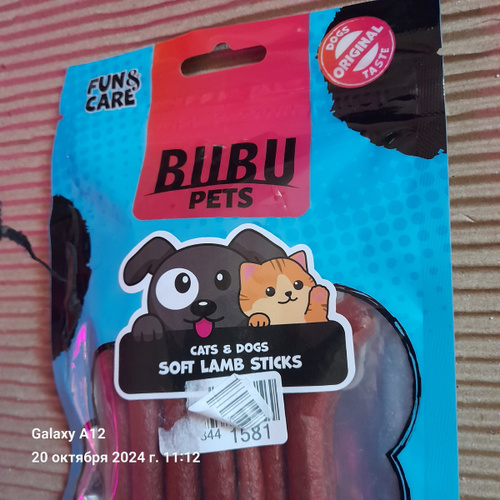 FUN&
CARE
DOGS
ORIGINAL
TASTE
BUBU
PETS
CATS & DOGS
SOFT LAMB STICKS
844 1581
Galaxy A12
20 октября 2024 г. 11:12